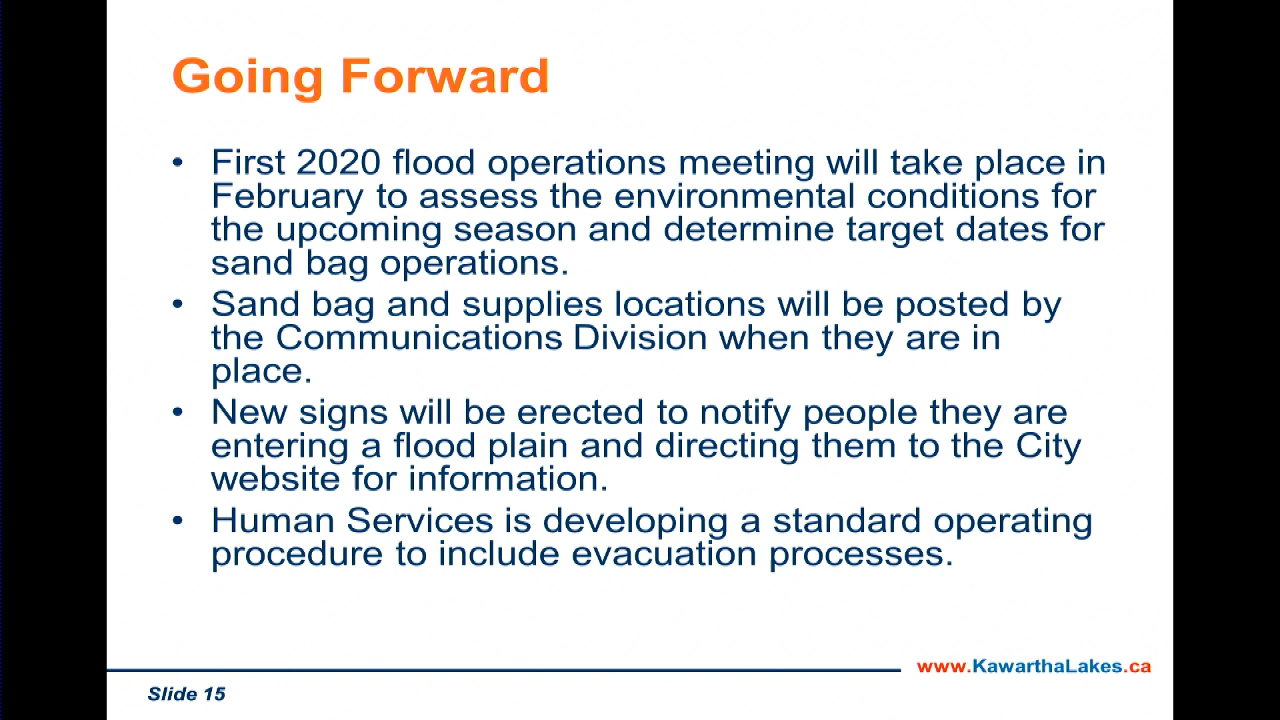 Going Forward
• First 2020 flood operations meeting will take place in
February to assess the environmental conditions for
the upcoming season and determine target dates for
sand bag operations.
• Sand bag and supplies locations will be posted by
the Communications Division when they are in
place.
• New signs will be erected to notify people they are
entering a flood plain and directing them to the City
website for information.
• Human Services is developing a standard operating
procedure to include evacuation processes.
www.KawarthaLakes.ca
Slide 15